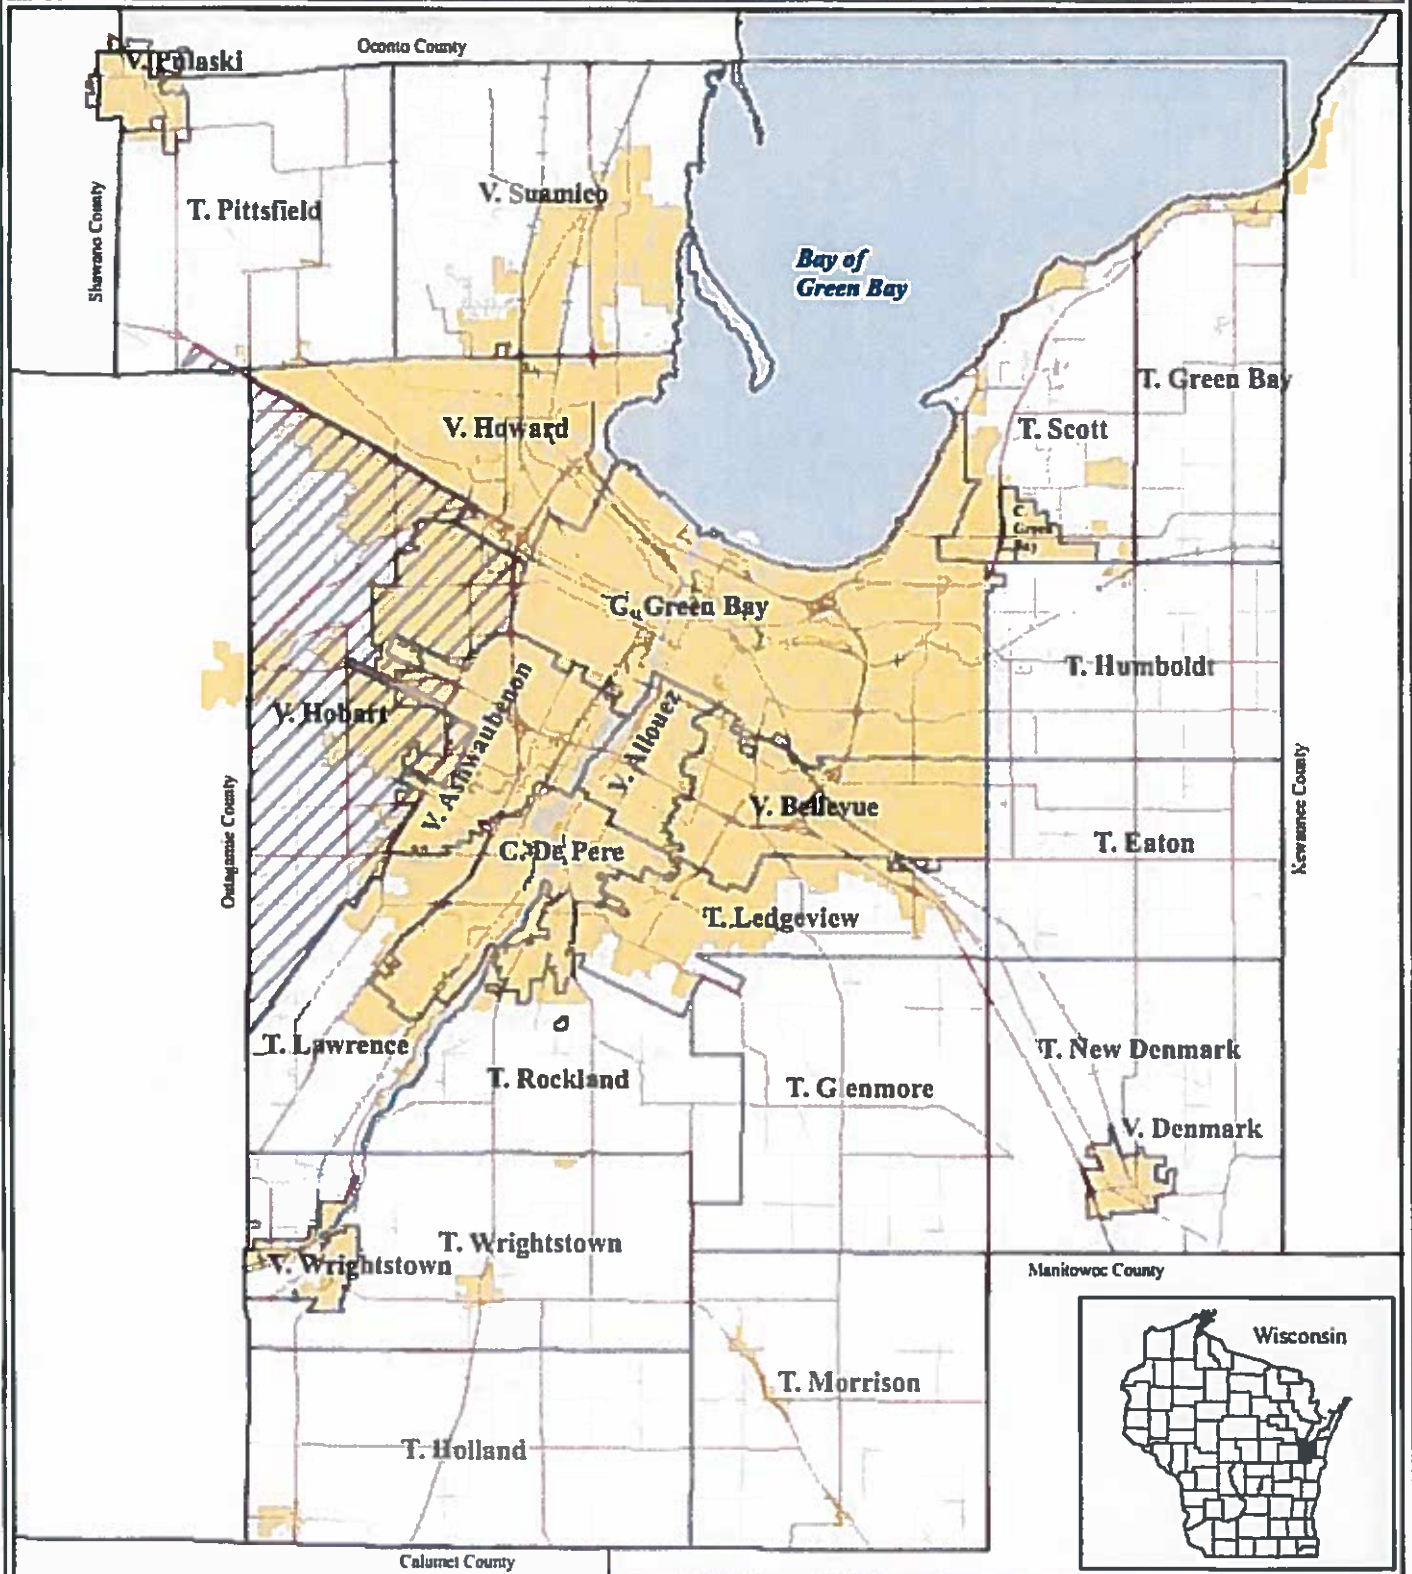 Oconto County
V. Pulaski
V. Suamico
T. Pittsfield
Shawano County
Bay of
Green Bay
T. Green Bay
V. Howard
T. Scott
C.
Green
Bay
C. Green Bay
T. Humboldt
V. Hobart
V. Ashwaubenon
V. Allouez
V. Bellevue
Outagamie County
Kewaunee County
T. Eaton
C. De Pere
T. Ledgeview
T. Lawrence
T. New Denmark
T. Rockland
T. Glenmore
V. Denmark
T. Wrightstown
V. Wrightstown
Manitowoc County
Wisconsin
T. Morrison
T. Holland
Calumet County